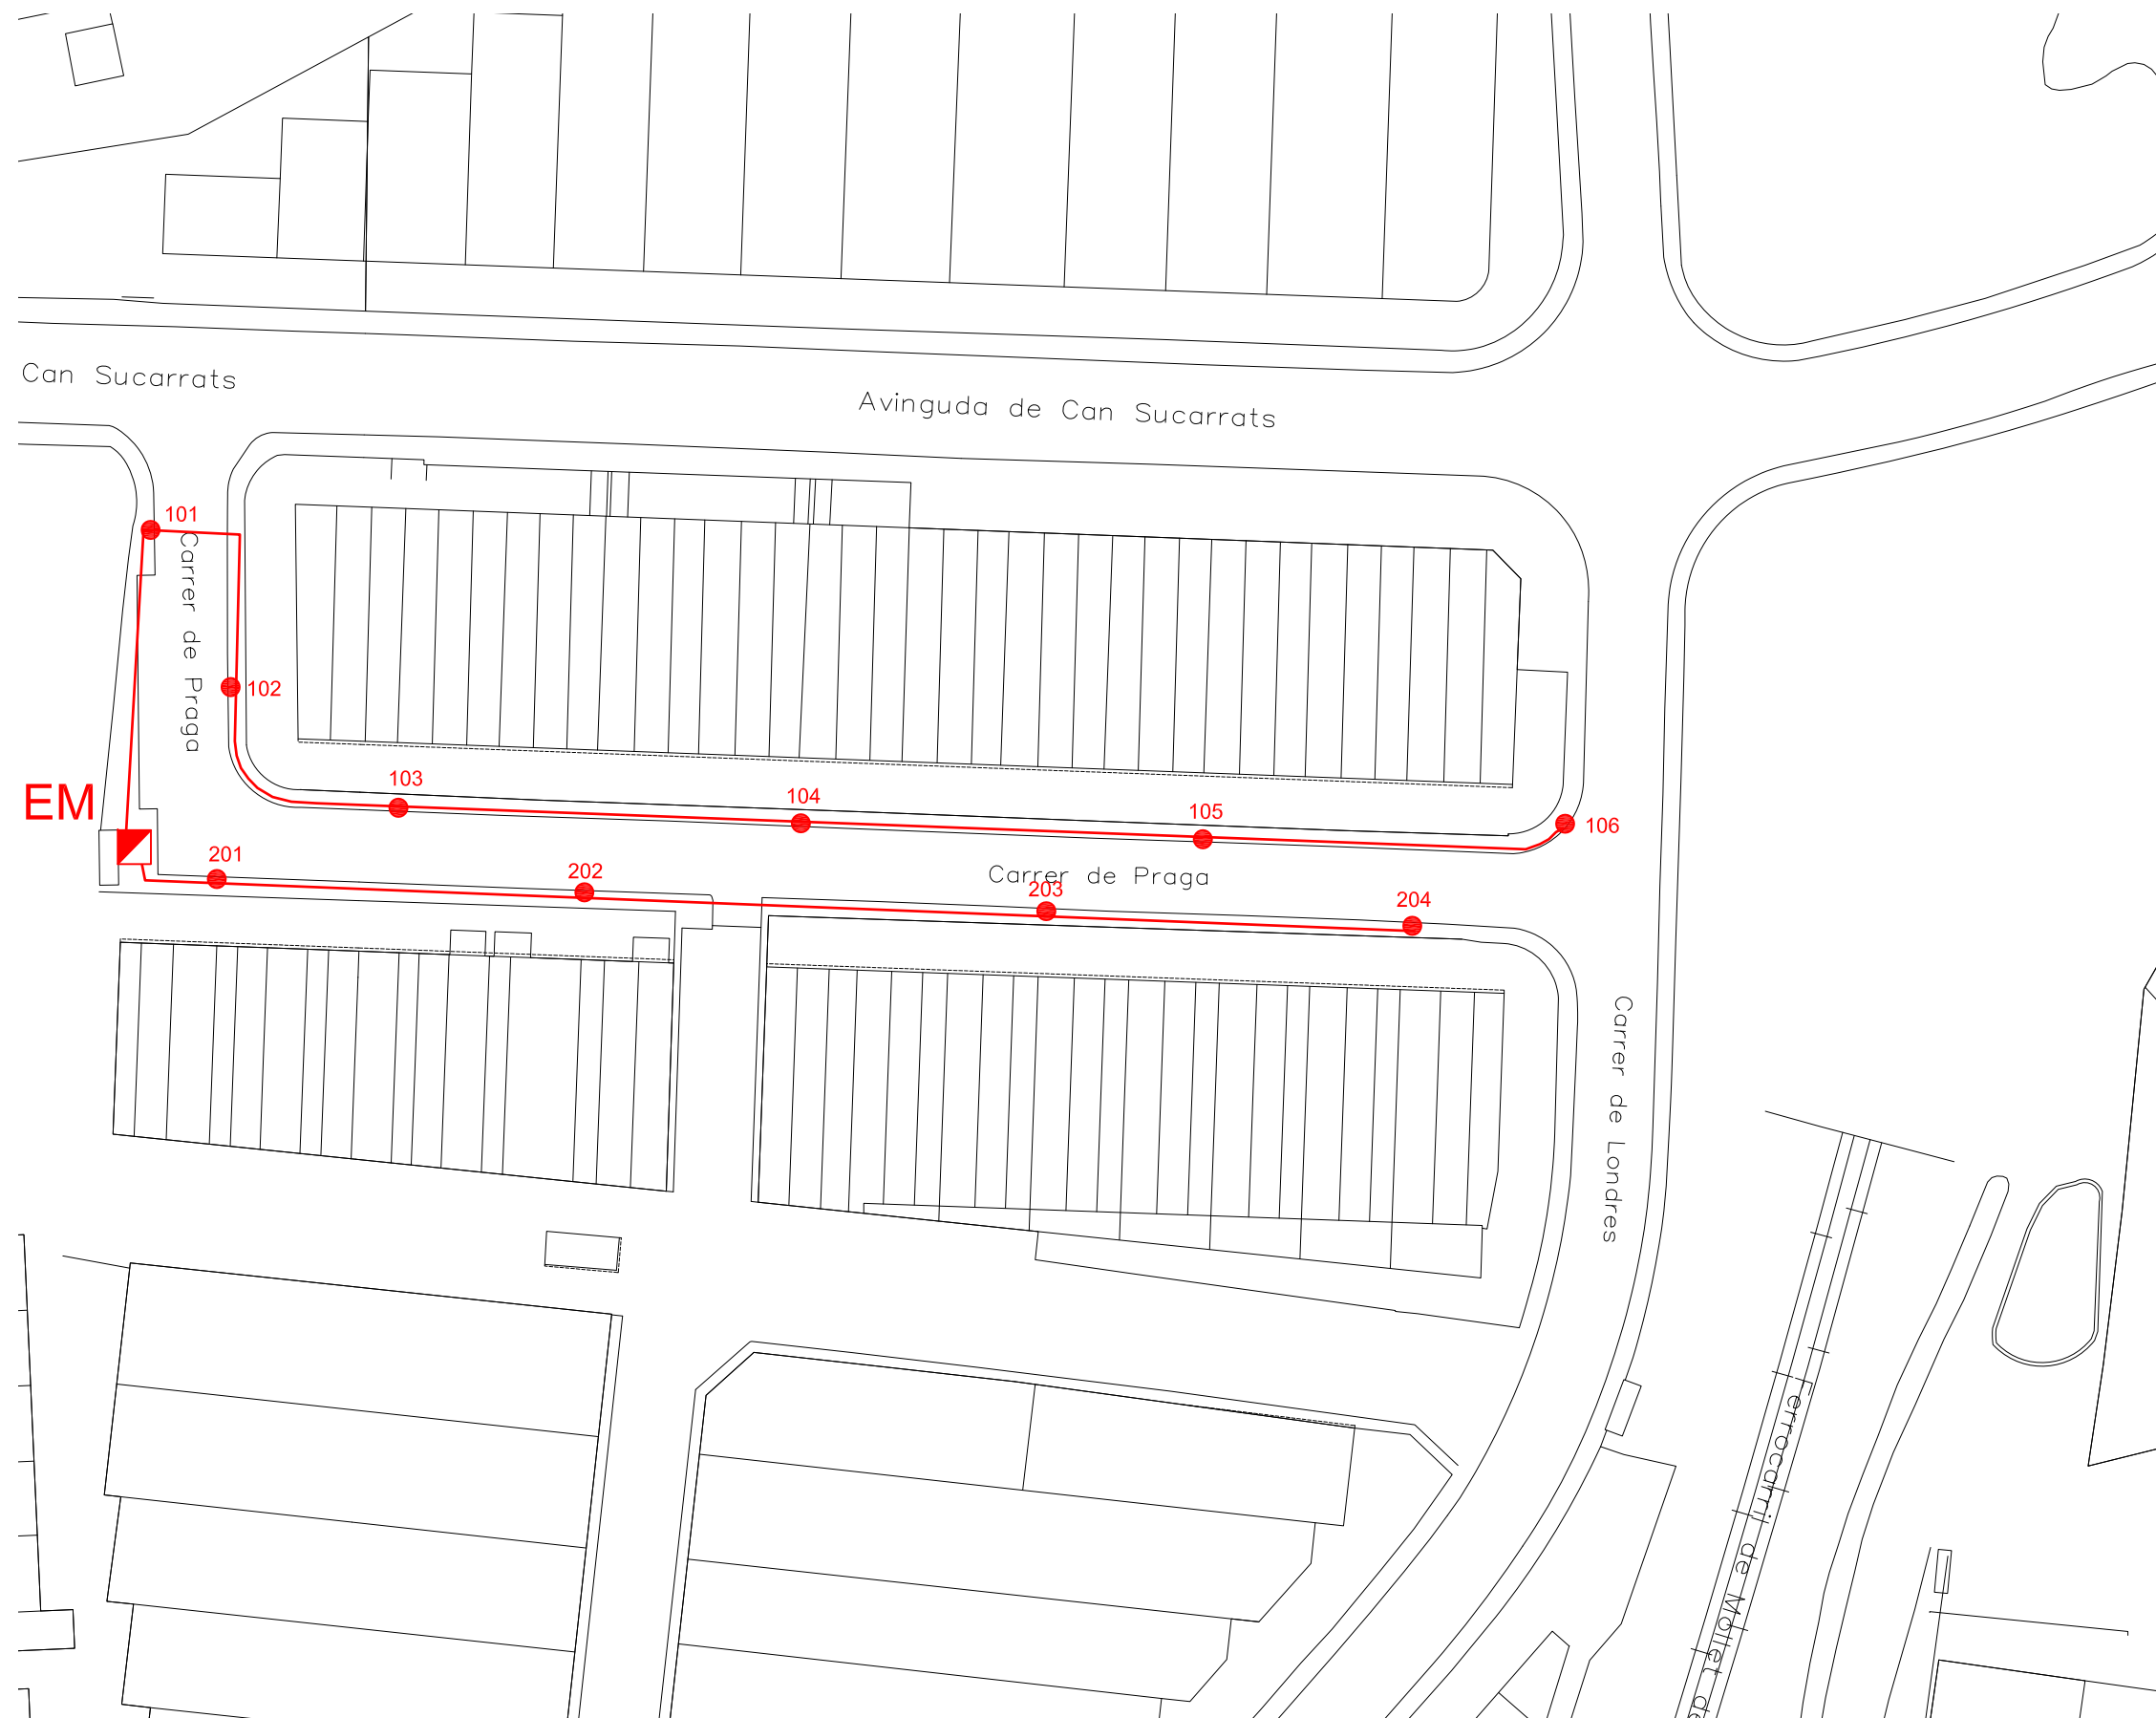 Can Sucarrats
Avinguda de Can Sucarrats
101
Carrer de Praga
102
103
104
105
106
EM
201
202
Carrer de Praga
203
204
Carrer de Londres
Ferrocarril de Mollet